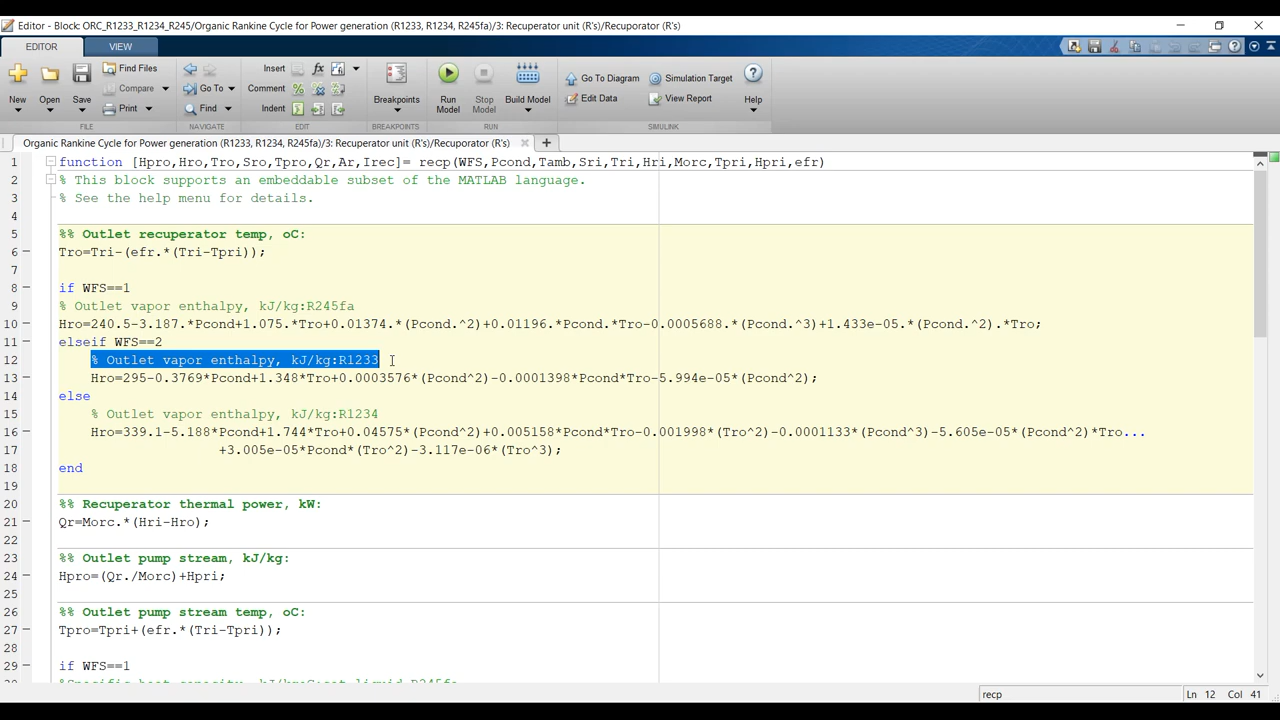 Editor - Block: ORC_R1233_R1234_R245/Organic Rankine Cycle for Power generation (R1233, R1234, R245fa)/3: Recuperator unit (R's)/Recuporator (R's)
EDITOR VIEW
New
Open
Save
Find Files
Compare
Print
FILE
Go To
Find
NAVIGATE
Insert
Comment
Indent
EDIT
Breakpoints
BREAKPOINTS
Run Model
Stop Model
Build Model
RUN
Go To Diagram
Edit Data
Simulation Target
View Report
SIMULINK
Help
Organic Rankine Cycle for Power generation (R1233, R1234, R245fa)/3: Recuperator unit (R's)/Recuporator (R's)
1 function [Hpro,Hro,Tro,Sro,Tpro,Qr,Ar,Irec]= recp(WFS,Pcond,Tamb,Sri,Tri,Hri,Morc,Tpri,Hpri,efr)
2 % This block supports an embeddable subset of the MATLAB language.
3 % See the help menu for details.
4
5 %% Outlet recuperator temp, oC:
6 Tro=Tri-(efr.*(Tri-Tpri));
7
8 if WFS==1
9 % Outlet vapor enthalpy, kJ/kg:R245fa
10 Hro=240.5-3.187.*Pcond+1.075.*Tro+0.01374.*(Pcond.^2)+0.01196.*Pcond.*Tro-0.0005688.*(Pcond.^3)+1.433e-05.*(Pcond.^2).*Tro;
11 elseif WFS==2
12 % Outlet vapor enthalpy, kJ/kg:R1233
13 Hro=295-0.3769*Pcond+1.348*Tro+0.0003576*(Pcond^2)-0.0001398*Pcond*Tro-5.994e-05*(Pcond^2);
14 else
15 % Outlet vapor enthalpy, kJ/kg:R1234
16 Hro=339.1-5.188*Pcond+1.744*Tro+0.04575*(Pcond^2)+0.005158*Pcond*Tro-0.001998*(Tro^2)-0.0001133*(Pcond^3)-5.605e-05*(Pcond^2)*Tro...
17 +3.005e-05*Pcond*(Tro^2)-3.117e-06*(Tro^3);
18 end
19
20 %% Recuperator thermal power, kW:
21 Qr=Morc.*(Hri-Hro);
22
23 %% Outlet pump stream, kJ/kg:
24 Hpro=(Qr./Morc)+Hpri;
25
26 %% Outlet pump stream temp, oC:
27 Tpro=Tpri+(efr.*(Tri-Tpri));
28
29 if WFS==1
recp
Ln 12 Col 41